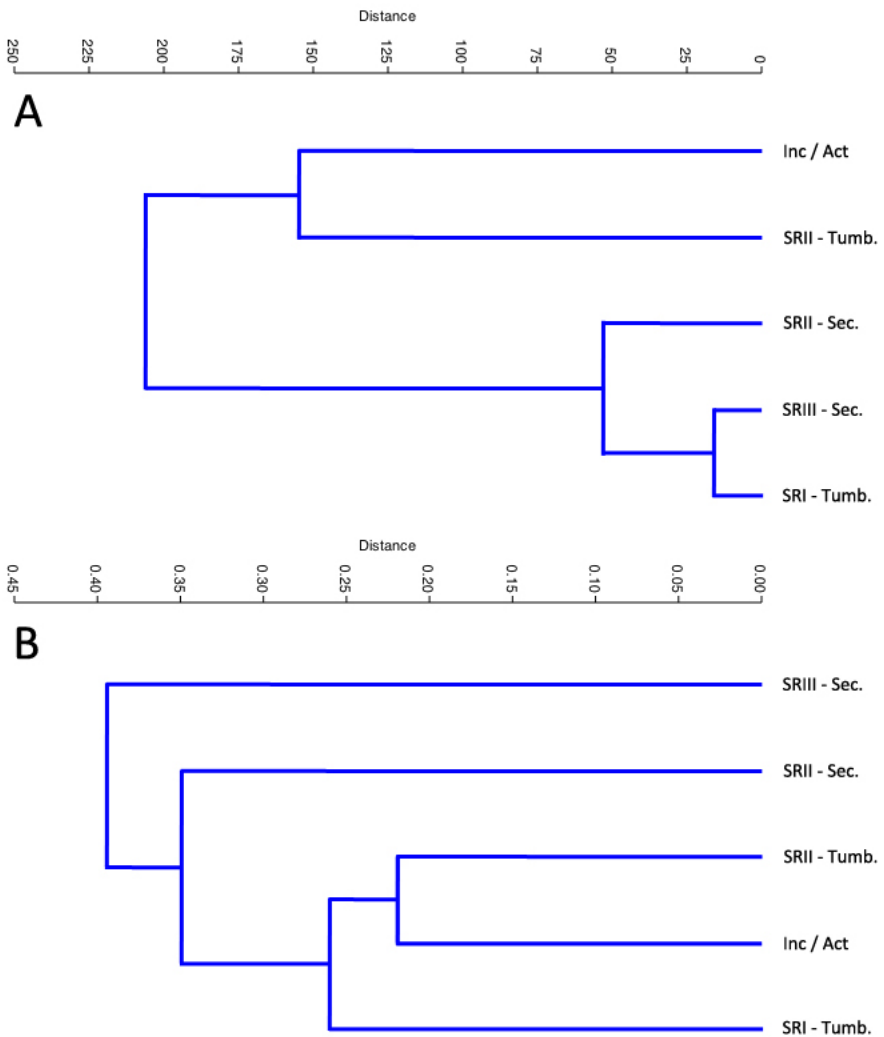 Distance
250 225 200 175 150 125 100 75 50 25 0
A
Inc / Act
SRII - Tumb.
SRII - Sec.
SRIII - Sec.
SRI - Tumb.
Distance
0.45 0.40 0.35 0.30 0.25 0.20 0.15 0.10 0.05 0.00
B
SRIII - Sec.
SRII - Sec.
SRII - Tumb.
Inc / Act
SRI - Tumb.